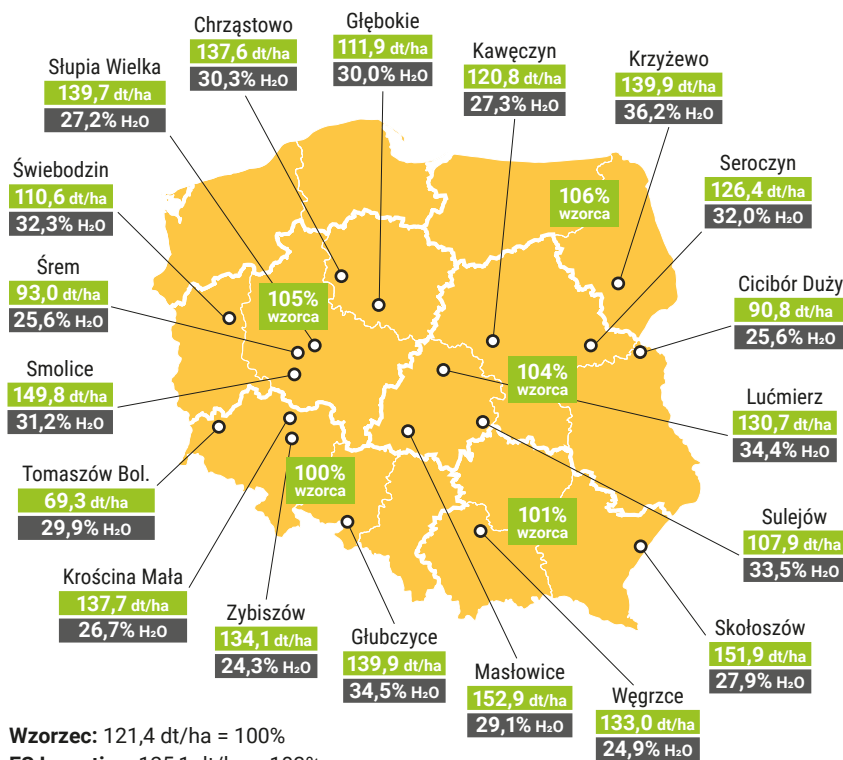 Chrząstowo
137,6 dt/ha
30,3% H₂O
Głębokie
111,9 dt/ha
30,0% H₂O
Kawęczyn
120,8 dt/ha
27,3% H₂O
Krzyżewo
139,9 dt/ha
36,2% H₂O
Słupia Wielka
139,7 dt/ha
27,2% H₂O
Świebodzin
110,6 dt/ha
32,3% H₂O
Seroczyn
126,4 dt/ha
32,0% H₂O
106%
wzorca
Śrem
93,0 dt/ha
25,6% H₂O
105%
wzorca
Cicibór Duży
90,8 dt/ha
25,6% H₂O
Smolice
149,8 dt/ha
31,2% H₂O
104%
wzorca
Lućmierz
130,7 dt/ha
34,4% H₂O
Tomaszów Bol.
69,3 dt/ha
29,9% H₂O
100%
wzorca
101%
wzorca
Sulejów
107,9 dt/ha
33,5% H₂O
Krościna Mała
137,7 dt/ha
26,7% H₂O
Zybiszów
134,1 dt/ha
24,3% H₂O
Głubczyce
139,9 dt/ha
34,5% H₂O
Masłowice
152,9 dt/ha
29,1% H₂O
Węgrzce
133,0 dt/ha
24,9% H₂O
Skołoszów
151,9 dt/ha
27,9% H₂O
Wzorzec: 121,4 dt/ha = 100%